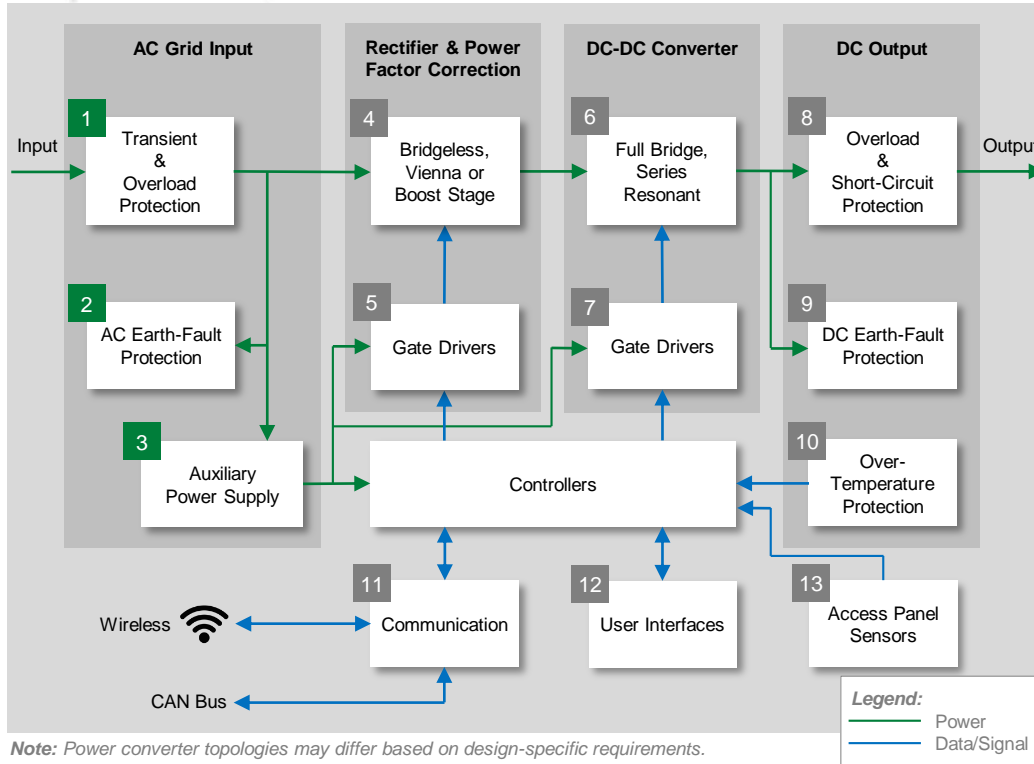 AC Grid Input
Rectifier & Power
Factor Correction
DC-DC Converter
DC Output
Input
1
Transient
&
Overload
Protection
4
Bridgeless,
Vienna or
Boost Stage
6
Full Bridge,
Series
Resonant
8
Overload
&
Short-Circuit
Protection
Output
2
AC Earth-Fault
Protection
5
Gate Drivers
7
Gate Drivers
9
DC Earth-Fault
Protection
3
Auxiliary
Power Supply
Controllers
10
Over-
Temperature
Protection
11
Communication
12
User Interfaces
13
Access Panel
Sensors
Wireless
CAN Bus
Legend:
Power
Data/Signal
Note: Power converter topologies may differ based on design-specific requirements.